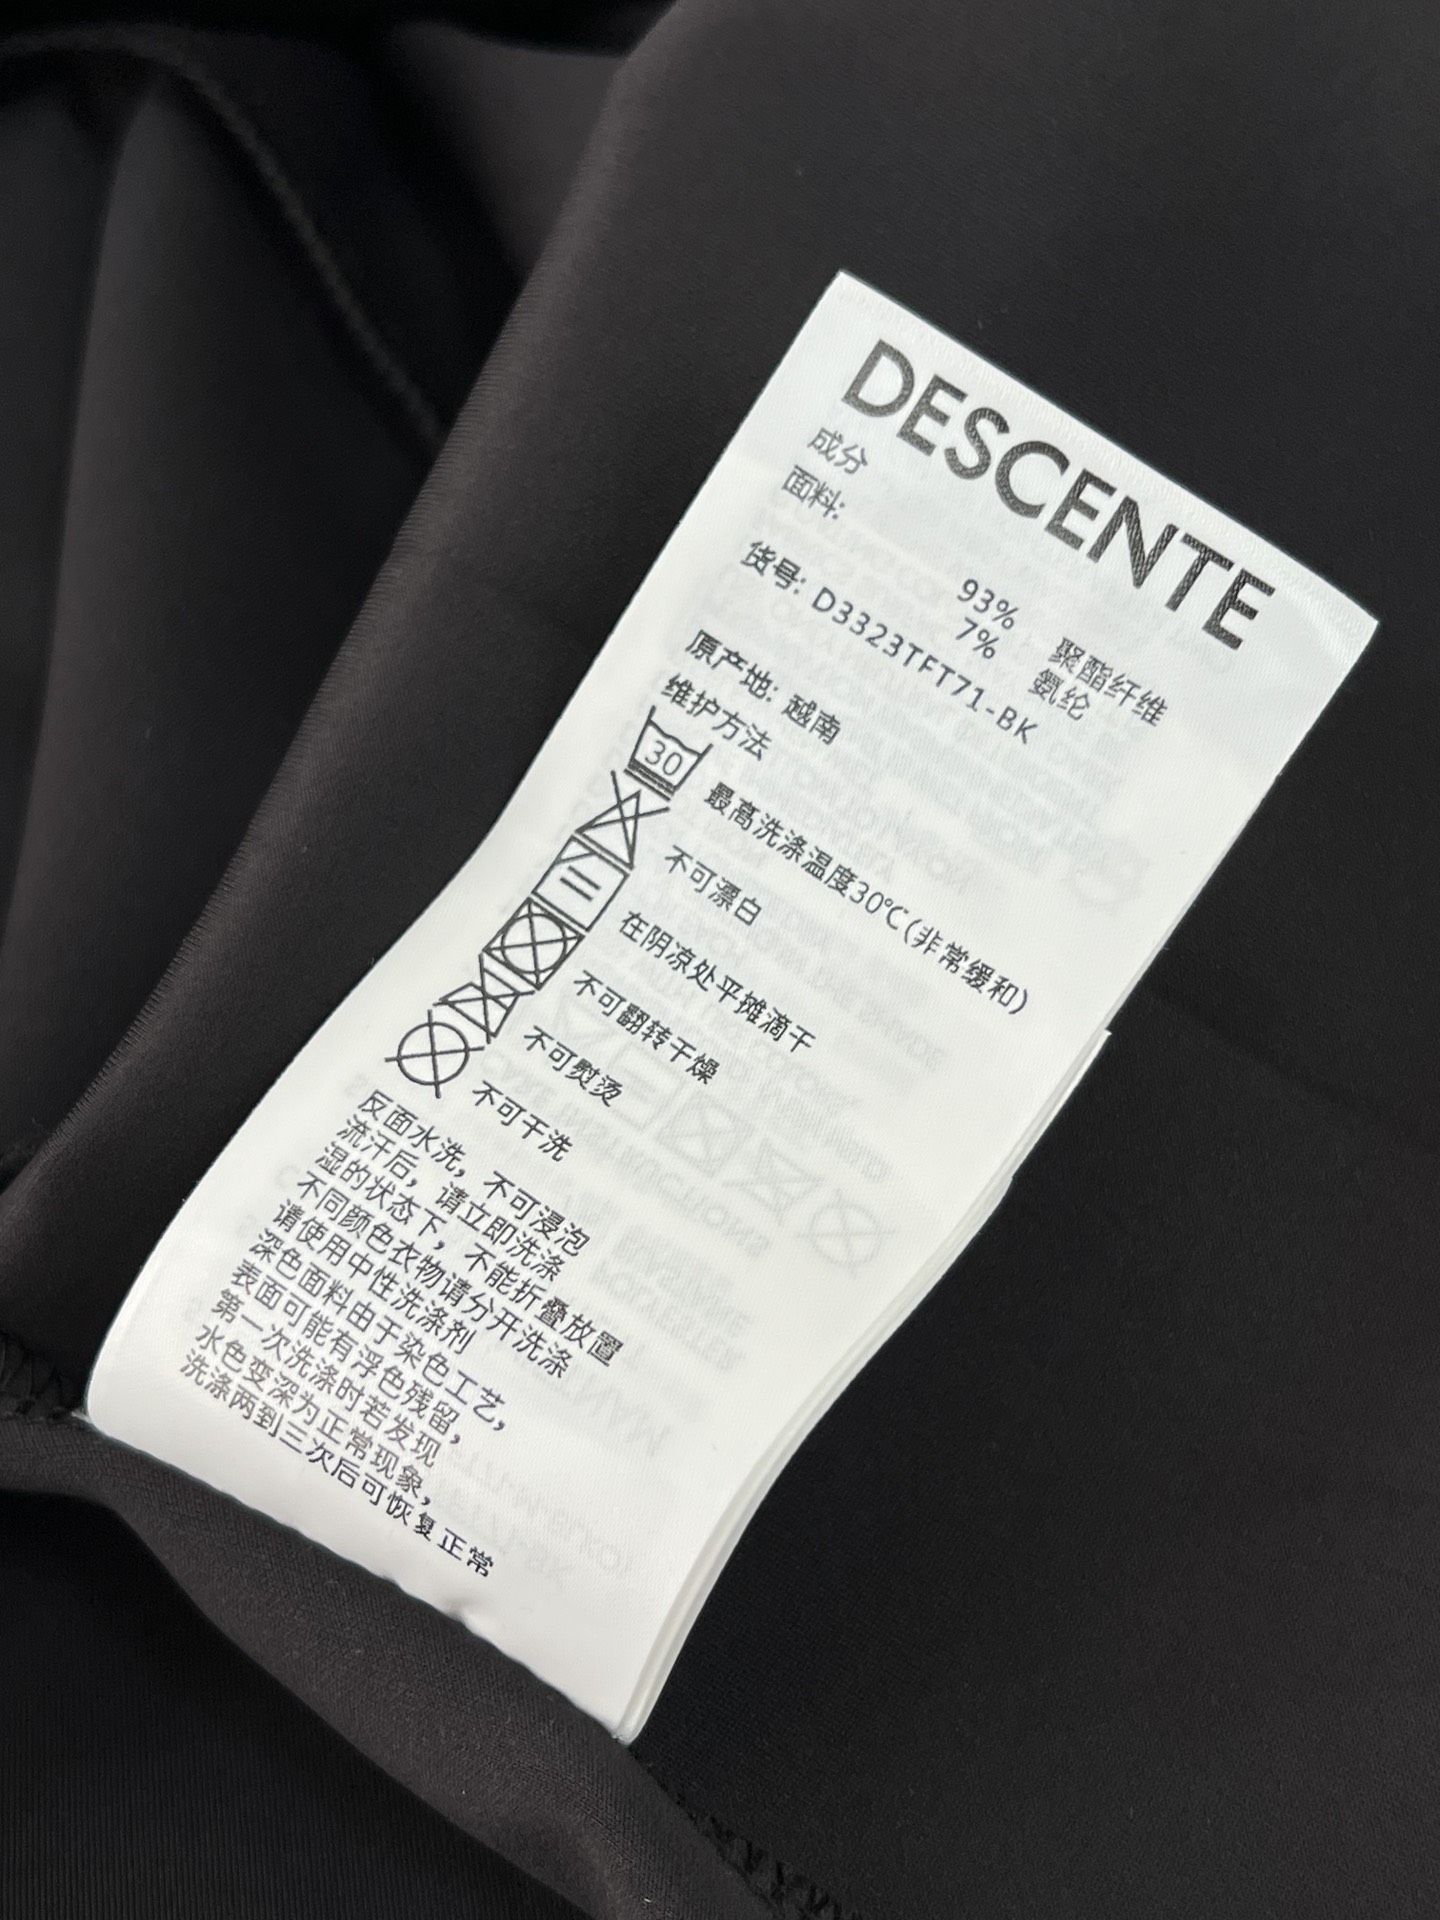 DESCENTE
成分
面料:
93% 聚酯纤维
7% 氨纶
货号: D3323TFT71-BK
原产地: 越南
维护方法
30 最高洗涤温度30℃(非常缓和)
不可漂白
在阴凉处平摊滴干
不可翻转干燥
不可熨烫
不可干洗
反面水洗，不可浸泡
流汗后，请立即洗涤
湿的状态下，不能折叠放置
不同颜色衣物请分开洗涤
请使用中性洗涤剂
深色面料由于染色工艺，
表面可能有浮色残留，
第一次洗涤时若发现
水色变深为正常现象，
洗涤两到三次后可恢复正常